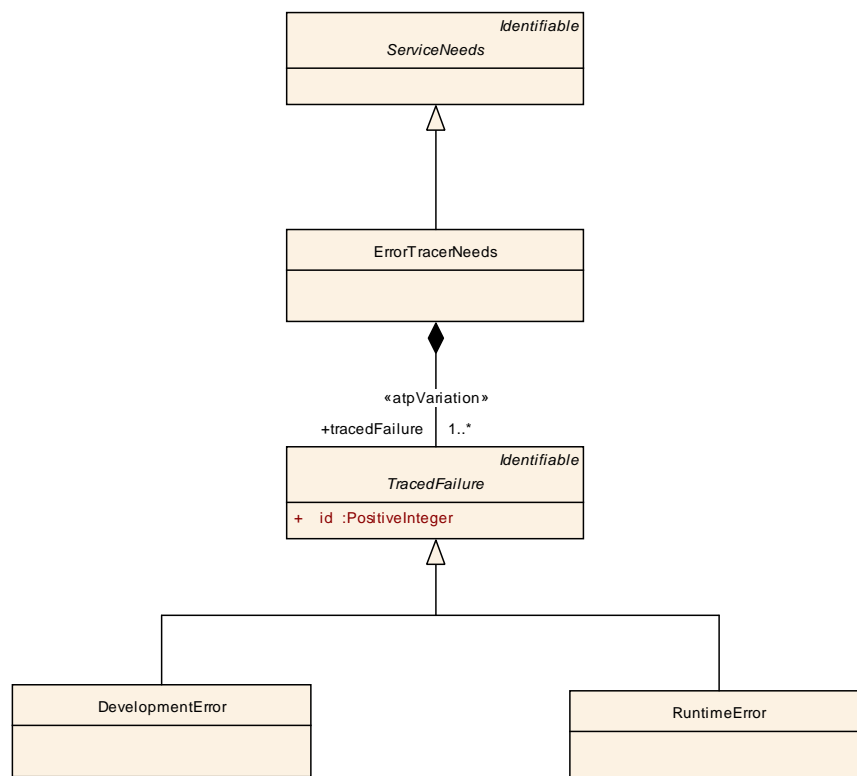 Identifiable
ServiceNeeds
ErrorTracerNeeds
«atpVariation»
+tracedFailure 1..*
Identifiable
TracedFailure
+ id :PositiveInteger
DevelopmentError
RuntimeError